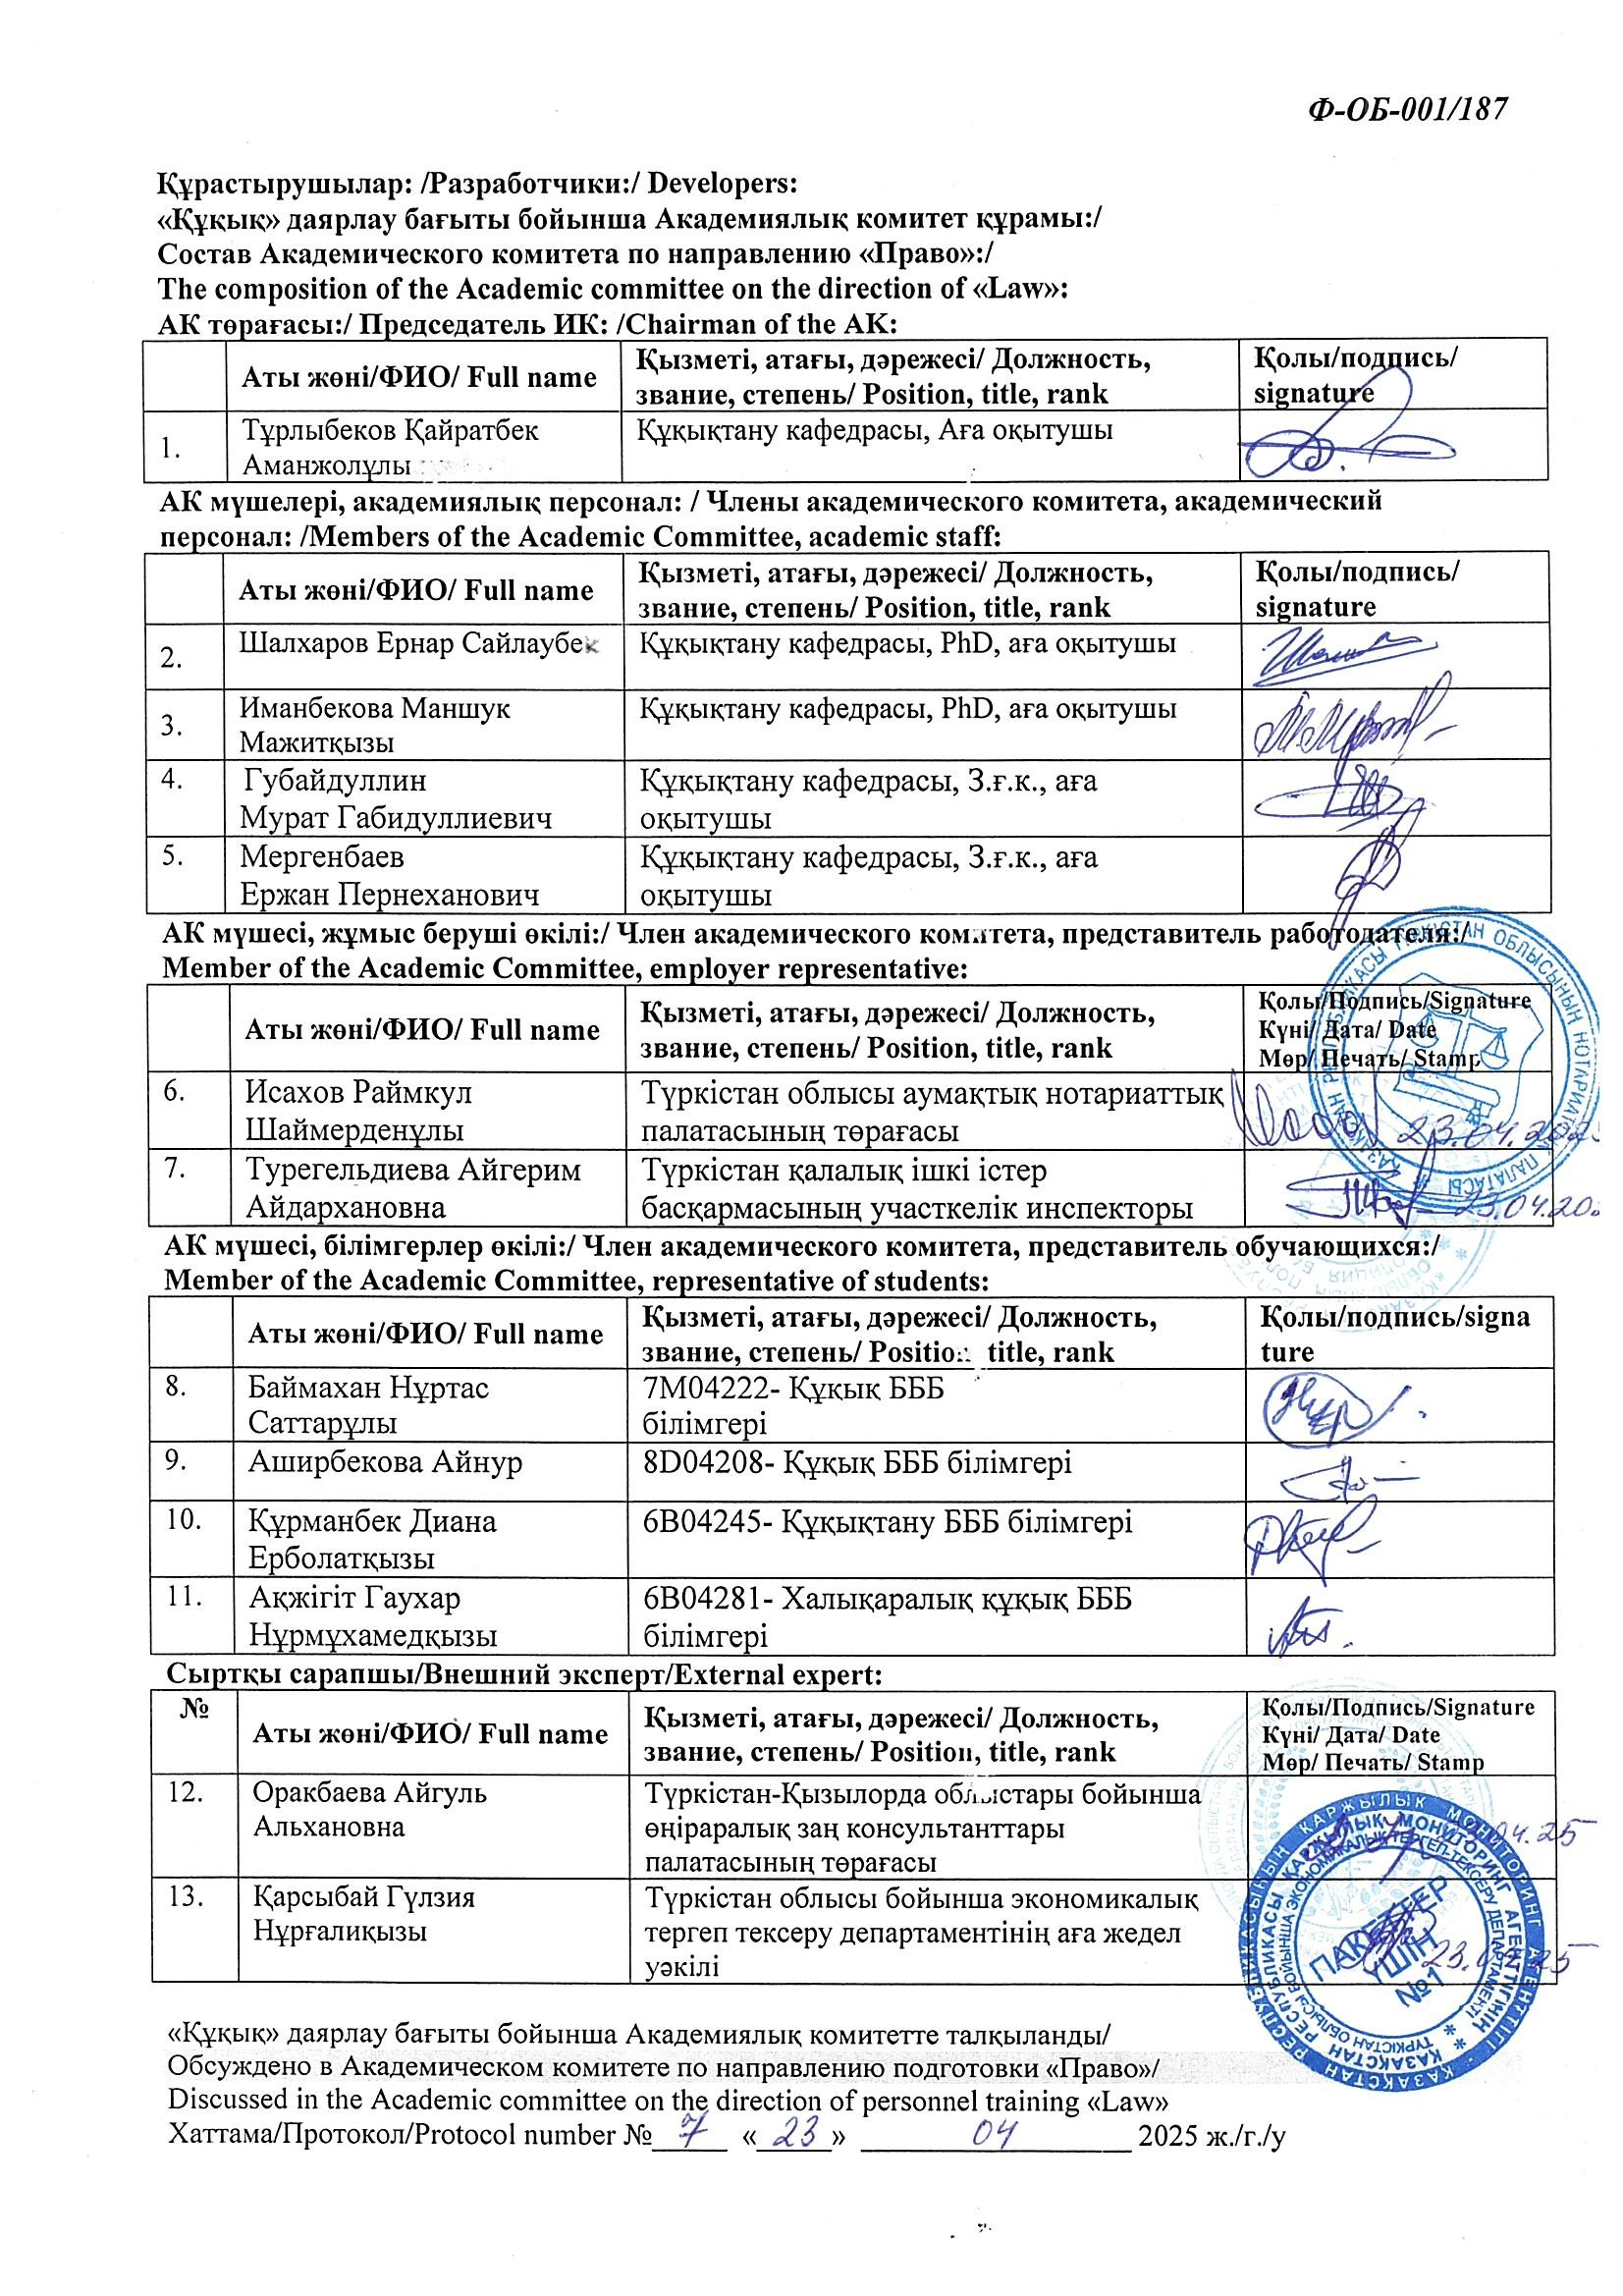 Ф-ОБ-001/187
Құрастырушылар: /Разработчики:/ Developers:
«Құқық» даярлау бағыты бойынша Академиялық комитет құрамы:/
Состав Академического комитета по направлению «Право»:/
The composition of the Academic committee on the direction of «Law»:
АК төрағасы:/ Председатель ИК: /Chairman of the AK:
Аты жөні/ФИО/ Full name
Қызметі, атағы, дәрежесі/ Должность,
звание, степень/ Position, title, rank
Қолы/подпись/
signature
1.
Тұрлыбеков Қайратбек
Аманжолұлы
Құқықтану кафедрасы, Аға оқытушы
АК мүшелері, академиялық персонал: / Члены академического комитета, академический
персонал: /Members of the Academic Committee, academic staff:
Аты жөні/ФИО/ Full name
Қызметі, атағы, дәрежесі/ Должность,
звание, степень/ Position, title, rank
Қолы/подпись/
signature
2.
Шалхаров Ернар Сайлаубек
Құқықтану кафедрасы, PhD, аға оқытушы
3.
Иманбекова Маншук
Мажитқызы
Құқықтану кафедрасы, PhD, аға оқытушы
4.
Губайдуллин
Мурат Габидуллиевич
Құқықтану кафедрасы, З.ғ.к., аға
оқытушы
5.
Мергенбаев
Ержан Пернеханович
Құқықтану кафедрасы, З.ғ.к., аға
оқытушы
АК мүшесі, жұмыс беруші өкілі:/ Член академического комитета, представитель работодателя:/
Member of the Academic Committee, employer representative:
Аты жөні/ФИО/ Full name
Қызметі, атағы, дәрежесі/ Должность,
звание, степень/ Position, title, rank
Қолы/Подпись/Signature
Күні/ Дата/ Date
Мөр/ Печать/ Stamp
6.
Исахов Раймкул
Шаймерденұлы
Түркістан облысы аумақтық нотариаттық
палатасының төрағасы
23.04.202
7.
Турегельдиева Айгерим
Айдархановна
Түркістан қалалық ішкі істер
басқармасының участкелік инспекторы
23.04.20
АК мүшесі, білімгерлер өкілі:/ Член академического комитета, представитель обучающихся:/
Member of the Academic Committee, representative of students:
Аты жөні/ФИО/ Full name
Қызметі, атағы, дәрежесі/ Должность,
звание, степень/ Position, title, rank
Қолы/подпись/signa
ture
8.
Баймахан Нұртас
Саттарұлы
7М04222- Құқық БББ
білімгері
9.
Аширбекова Айнур
8D04208- Құқық БББ білімгері
10.
Құрманбек Диана
Ерболатқызы
6В04245- Құқықтану БББ білімгері
11.
Ақжігіт Гаухар
Нұрмұхамедқызы
6В04281- Халықаралық құқық БББ
білімгері
Сыртқы сарапшы/Внешний эксперт/External expert:
№
Аты жөні/ФИО/ Full name
Қызметі, атағы, дәрежесі/ Должность,
звание, степень/ Position, title, rank
Қолы/Подпись/Signature
Күні/ Дата/ Date
Мөр/ Печать/ Stamp
12.
Оракбаева Айгуль
Альхановна
Түркістан-Қызылорда облыстары бойынша
өңіраралық заң консультанттары
палатасының төрағасы
04.25
13.
Қарсыбай Гүлзия
Нұрғалиқызы
Түркістан облысы бойынша экономикалық
тергеп тексеру департаментінің аға жедел
уәкілі
ПАКЕТТЕР
ҮШІН
№1
«Құқық» даярлау бағыты бойынша Академиялық комитетте талқыланды/
Обсуждено в Академическом комитете по направлению подготовки «Право»/
Discussed in the Academic committee on the direction of personnel training «Law»
Хаттама/Протокол/Protocol number № 7 « 23 » 04 2025 ж./г./у